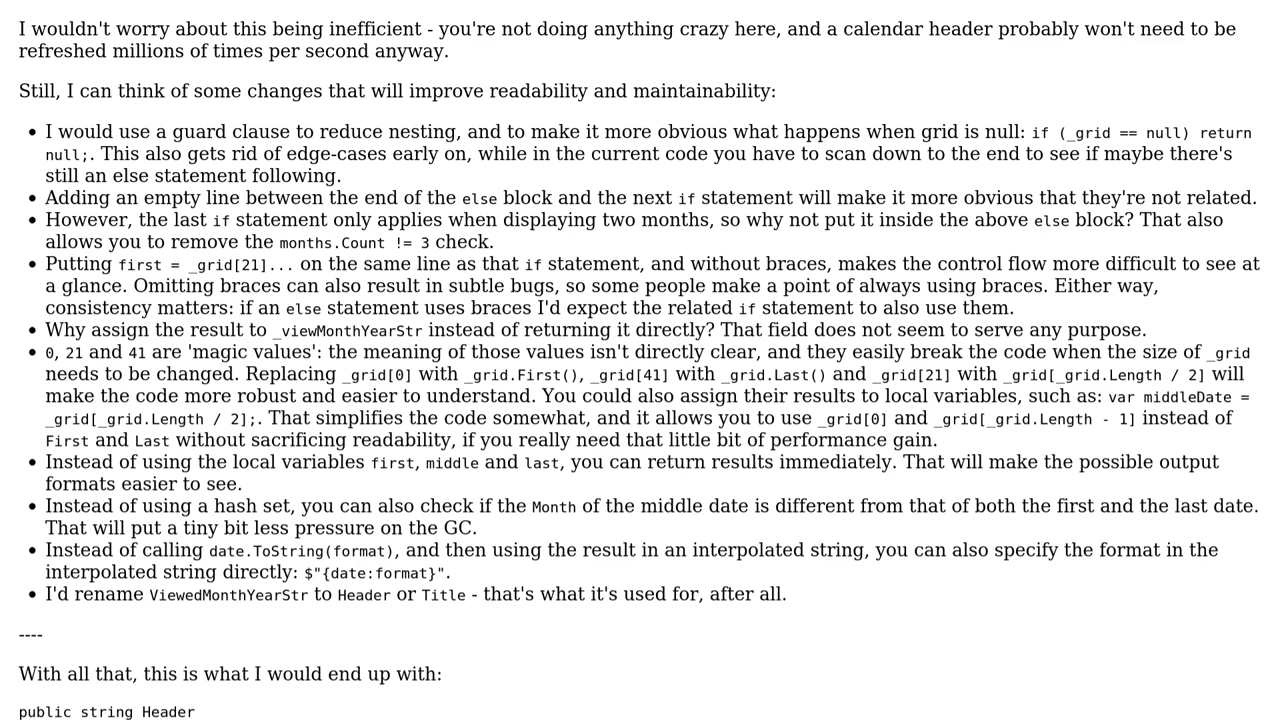 I wouldn't worry about this being inefficient - you're not doing anything crazy here, and a calendar header probably won't need to be
refreshed millions of times per second anyway.
Still, I can think of some changes that will improve readability and maintainability:
• I would use a guard clause to reduce nesting, and to make it more obvious what happens when grid is null: if (_grid == null) return
null;. This also gets rid of edge-cases early on, while in the current code you have to scan down to the end to see if maybe there's
still an else statement following.
• Adding an empty line between the end of the else block and the next if statement will make it more obvious that they're not related.
• However, the last if statement only applies when displaying two months, so why not put it inside the above else block? That also
allows you to remove the months.Count != 3 check.
• Putting first = _grid[21]... on the same line as that if statement, and without braces, makes the control flow more difficult to see at
a glance. Omitting braces can also result in subtle bugs, so some people make a point of always using braces. Either way,
consistency matters: if an else statement uses braces I'd expect the related if statement to also use them.
• Why assign the result to _viewMonthYearStr instead of returning it directly? That field does not seem to serve any purpose.
• 0, 21 and 41 are 'magic values': the meaning of those values isn't directly clear, and they easily break the code when the size of _grid
needs to be changed. Replacing _grid[0] with _grid.First(), _grid[41] with _grid.Last() and _grid[21] with _grid[_grid.Length / 2] will
make the code more robust and easier to understand. You could also assign their results to local variables, such as: var middleDate =
_grid[_grid.Length / 2];. That simplifies the code somewhat, and it allows you to use _grid[0] and _grid[_grid.Length - 1] instead of
First and Last without sacrificing readability, if you really need that little bit of performance gain.
• Instead of using the local variables first, middle and last, you can return results immediately. That will make the possible output
formats easier to see.
• Instead of using a hash set, you can also check if the Month of the middle date is different from that of both the first and the last date.
That will put a tiny bit less pressure on the GC.
• Instead of calling date.ToString(format), and then using the result in an interpolated string, you can also specify the format in the
interpolated string directly: $"{date:format}".
• I'd rename ViewedMonthYearStr to Header or Title - that's what it's used for, after all.
----
With all that, this is what I would end up with:
public string Header